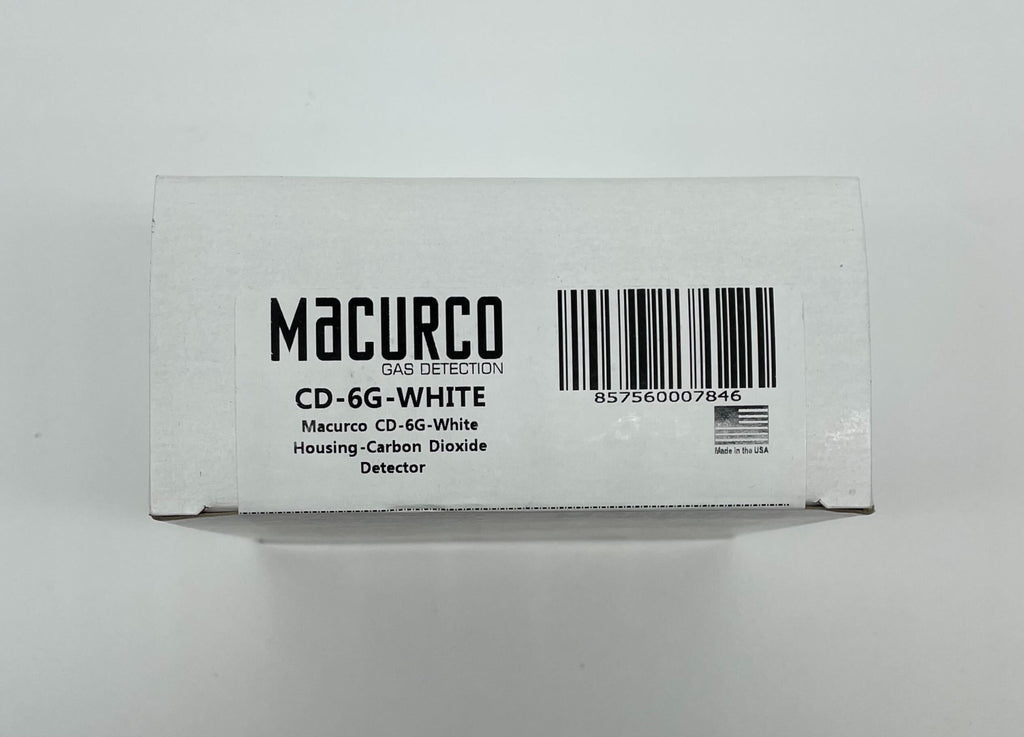 MACURCO
GAS DETECTION
CD-6G-WHITE
Macurco CD-6G-White
Housing-Carbon Dioxide
Detector
857560007846
Made in the USA